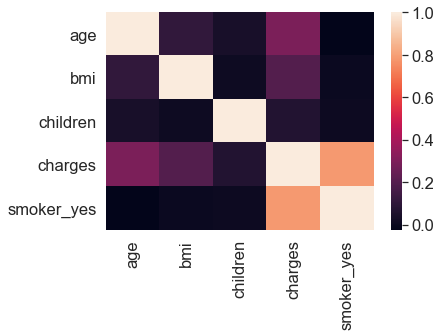 age
bmi
children
charges
smoker_yes
age
bmi
children
charges
smoker_yes
1.0
0.8
0.6
0.4
0.2
0.0